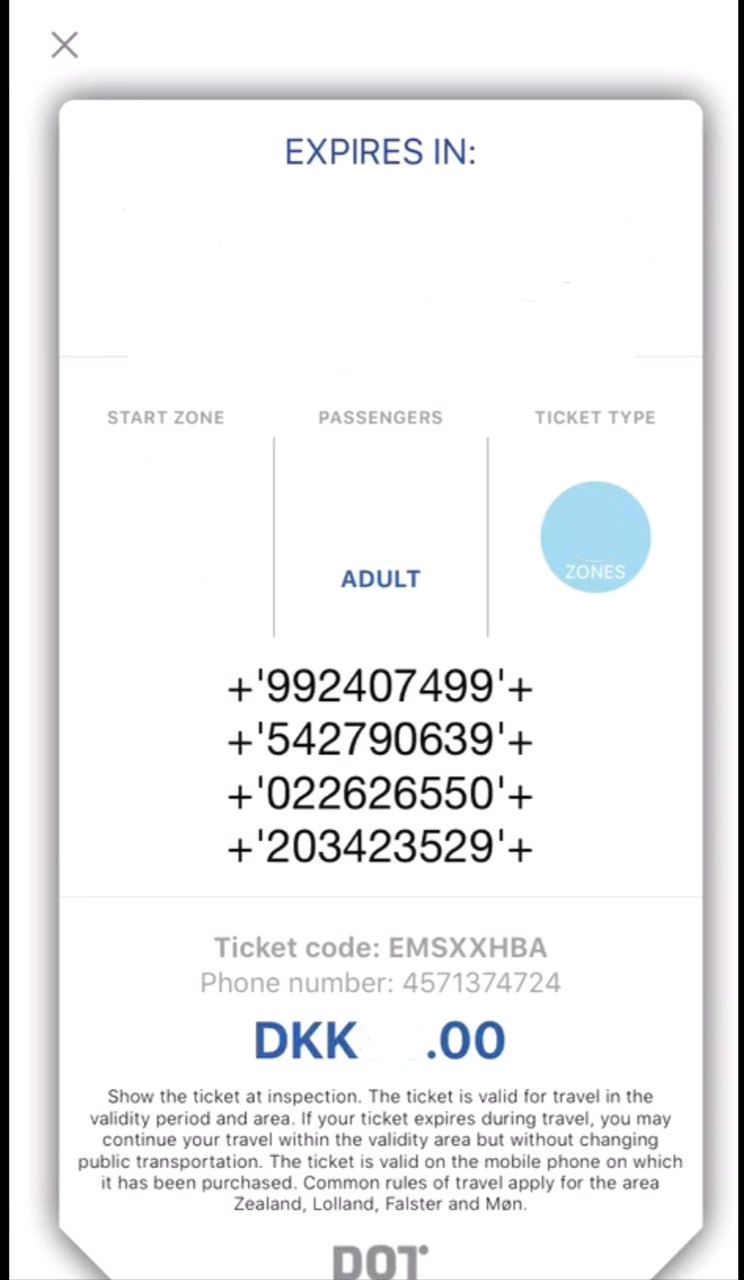 EXPIRES IN:
START ZONE
PASSENGERS
TICKET TYPE
ADULT
ZONES
+'992407499'+
+'542790639'+
+'022626550'+
+'203423529'+
Ticket code: EMSXXHBA
Phone number: 4571374724
DKK .00
Show the ticket at inspection. The ticket is valid for travel in the
validity period and area. If your ticket expires during travel, you may
continue your travel within the validity area but without changing
public transportation. The ticket is valid on the mobile phone on which
it has been purchased. Common rules of travel apply for the area
Zealand, Lolland, Falster and Møn.
DOT